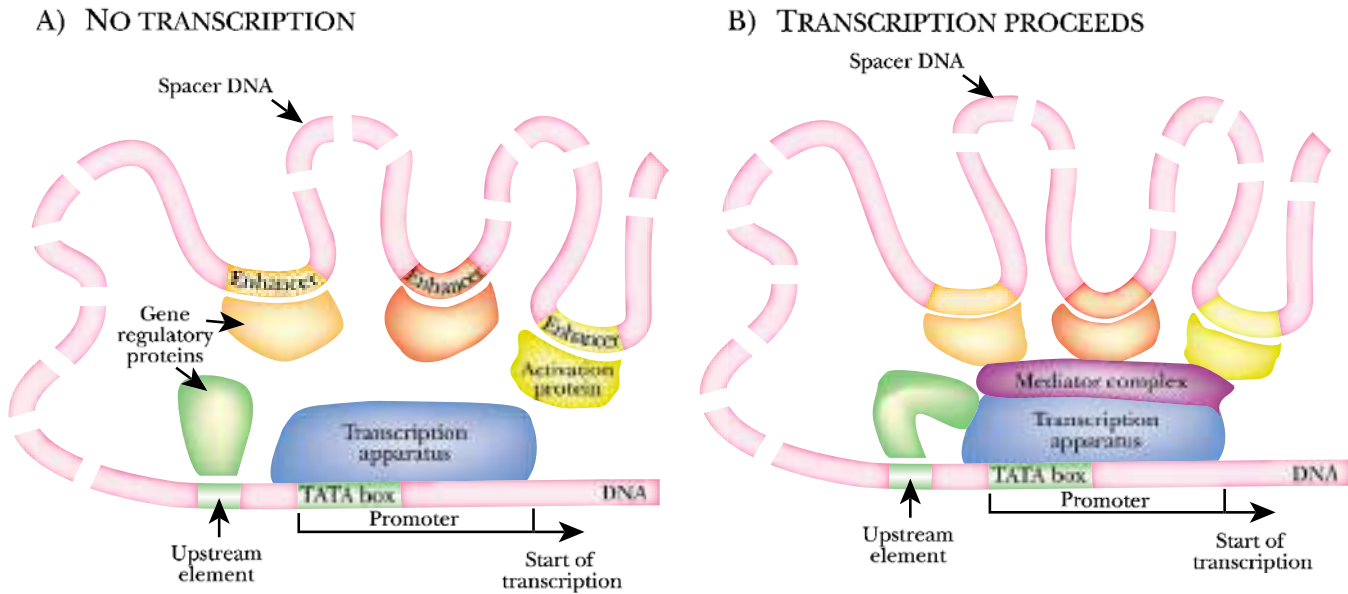 A) NO TRANSCRIPTION
Spacer DNA
Enhancer
Enhancer
Enhancer
Gene
regulatory
proteins
Activation
protein
Transcription
apparatus
TATA box
DNA
Promoter
Upstream
element
Start of
transcription
B) TRANSCRIPTION PROCEEDS
Spacer DNA
Mediator complex
Transcription
apparatus
TATA box
DNA
Promoter
Upstream
element
Start of
transcription